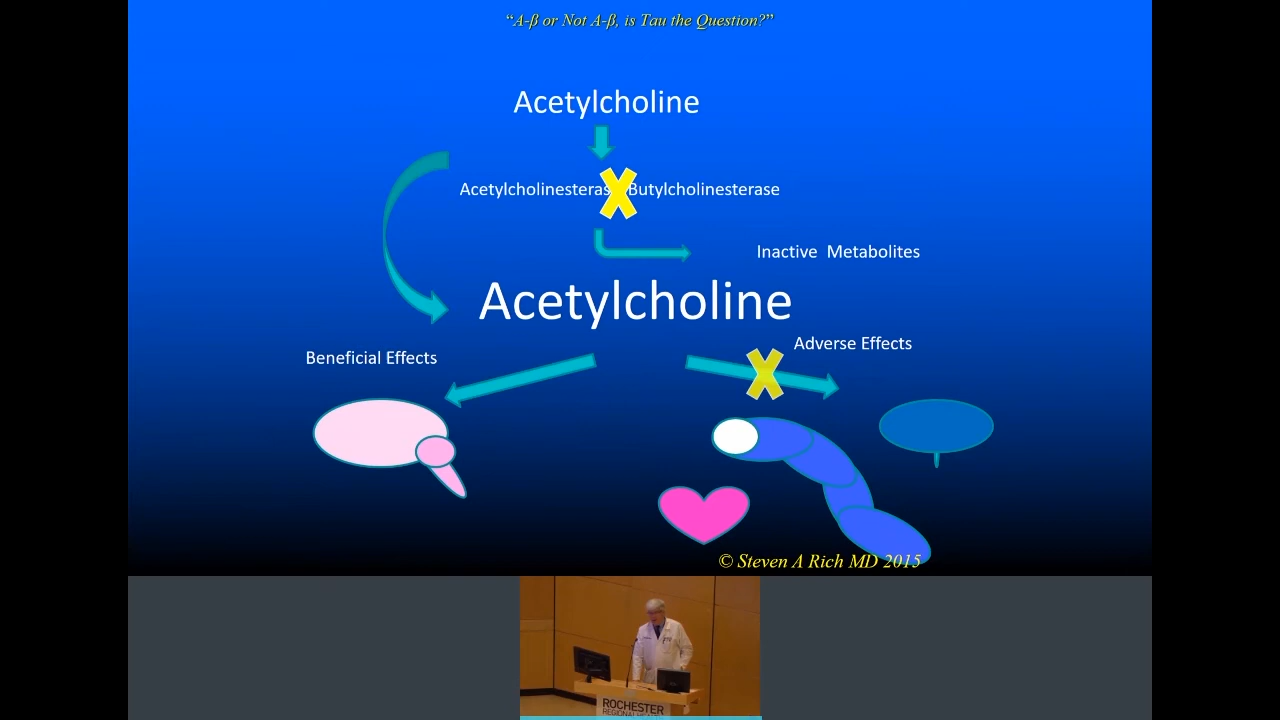 “A-β or Not A-β, is Tau the Question?”
Acetylcholine
Acetylcholinesteras Butylcholinesterase
Inactive Metabolites
Acetylcholine
Adverse Effects
Beneficial Effects
© Steven A Rich MD 2015
ROCHESTER
REGIONAL